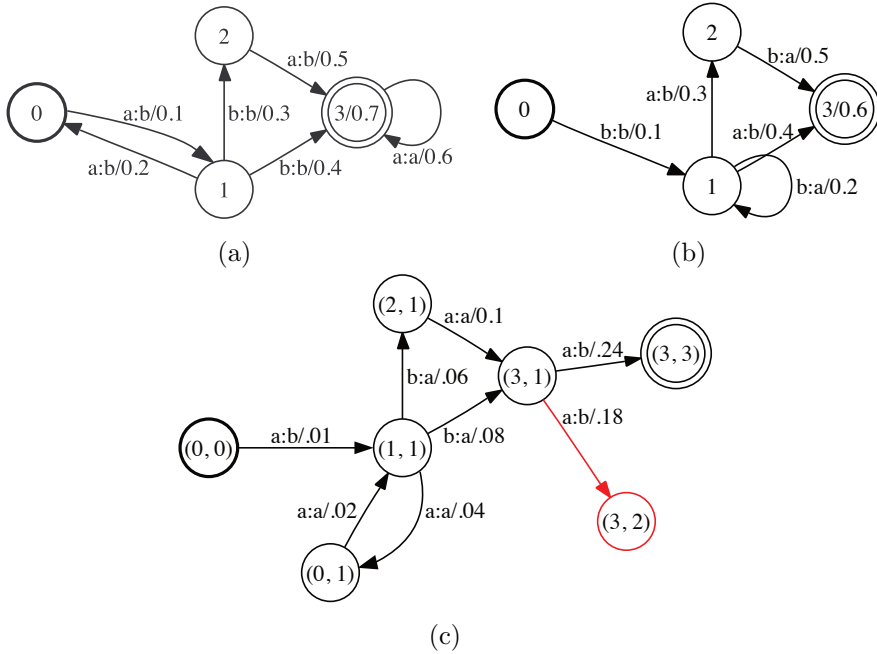 2
a:b/0.5
0
a:b/0.1
b:b/0.3
3/0.7
a:b/0.2
b:b/0.4
a:a/0.6
1
(a)
2
b:a/0.5
0
a:b/0.3
3/0.6
b:b/0.1
a:b/0.4
1
b:a/0.2
(b)
(2, 1)
a:a/0.1
a:b/.24
(3, 3)
b:a/.06
(3, 1)
a:b/.18
(0, 0)
a:b/.01
(1, 1)
b:a/.08
a:a/.02
a:a/.04
(3, 2)
(0, 1)
(c)